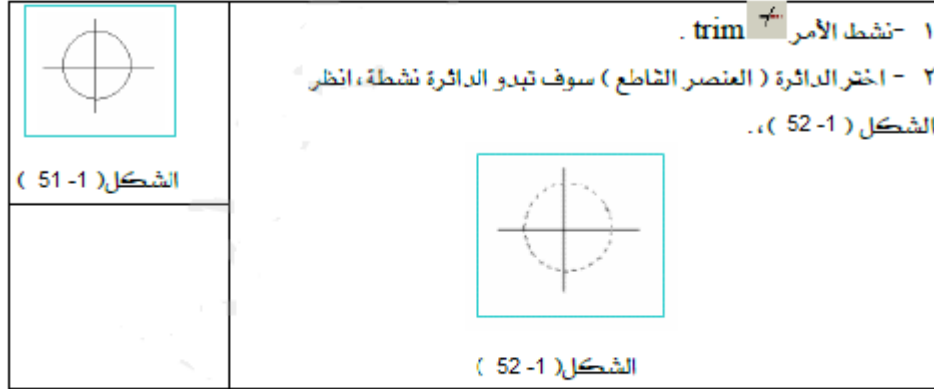 ١ -نشط الأمر trim .
٢ - اختر الدائرة ( العنصر القاطع ) سوف تبدو الدائرة نشطة، انظر
الشكل ( 1- 52 )، .
الشكل( 1- 52 )
الشكل( 1- 51 )